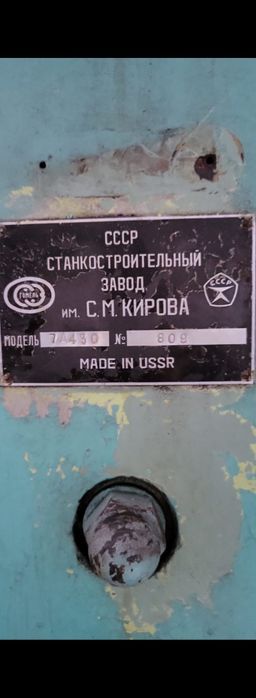 СССР
СТАНКОСТРОИТЕЛЬНЫЙ
ЗАВОД
ГОМЕЛЬ
СССР
ИМ. С.М. КИРОВА
МОДЕЛЬ 7А430 № 809
MADE IN USSR